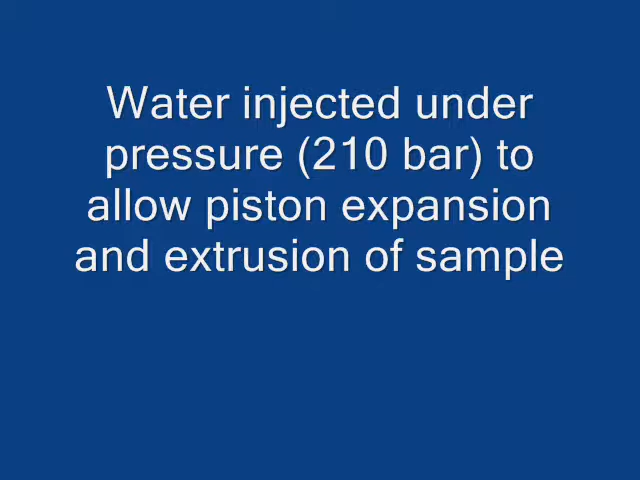 Water injected under
pressure (210 bar) to
allow piston expansion
and extrusion of sample